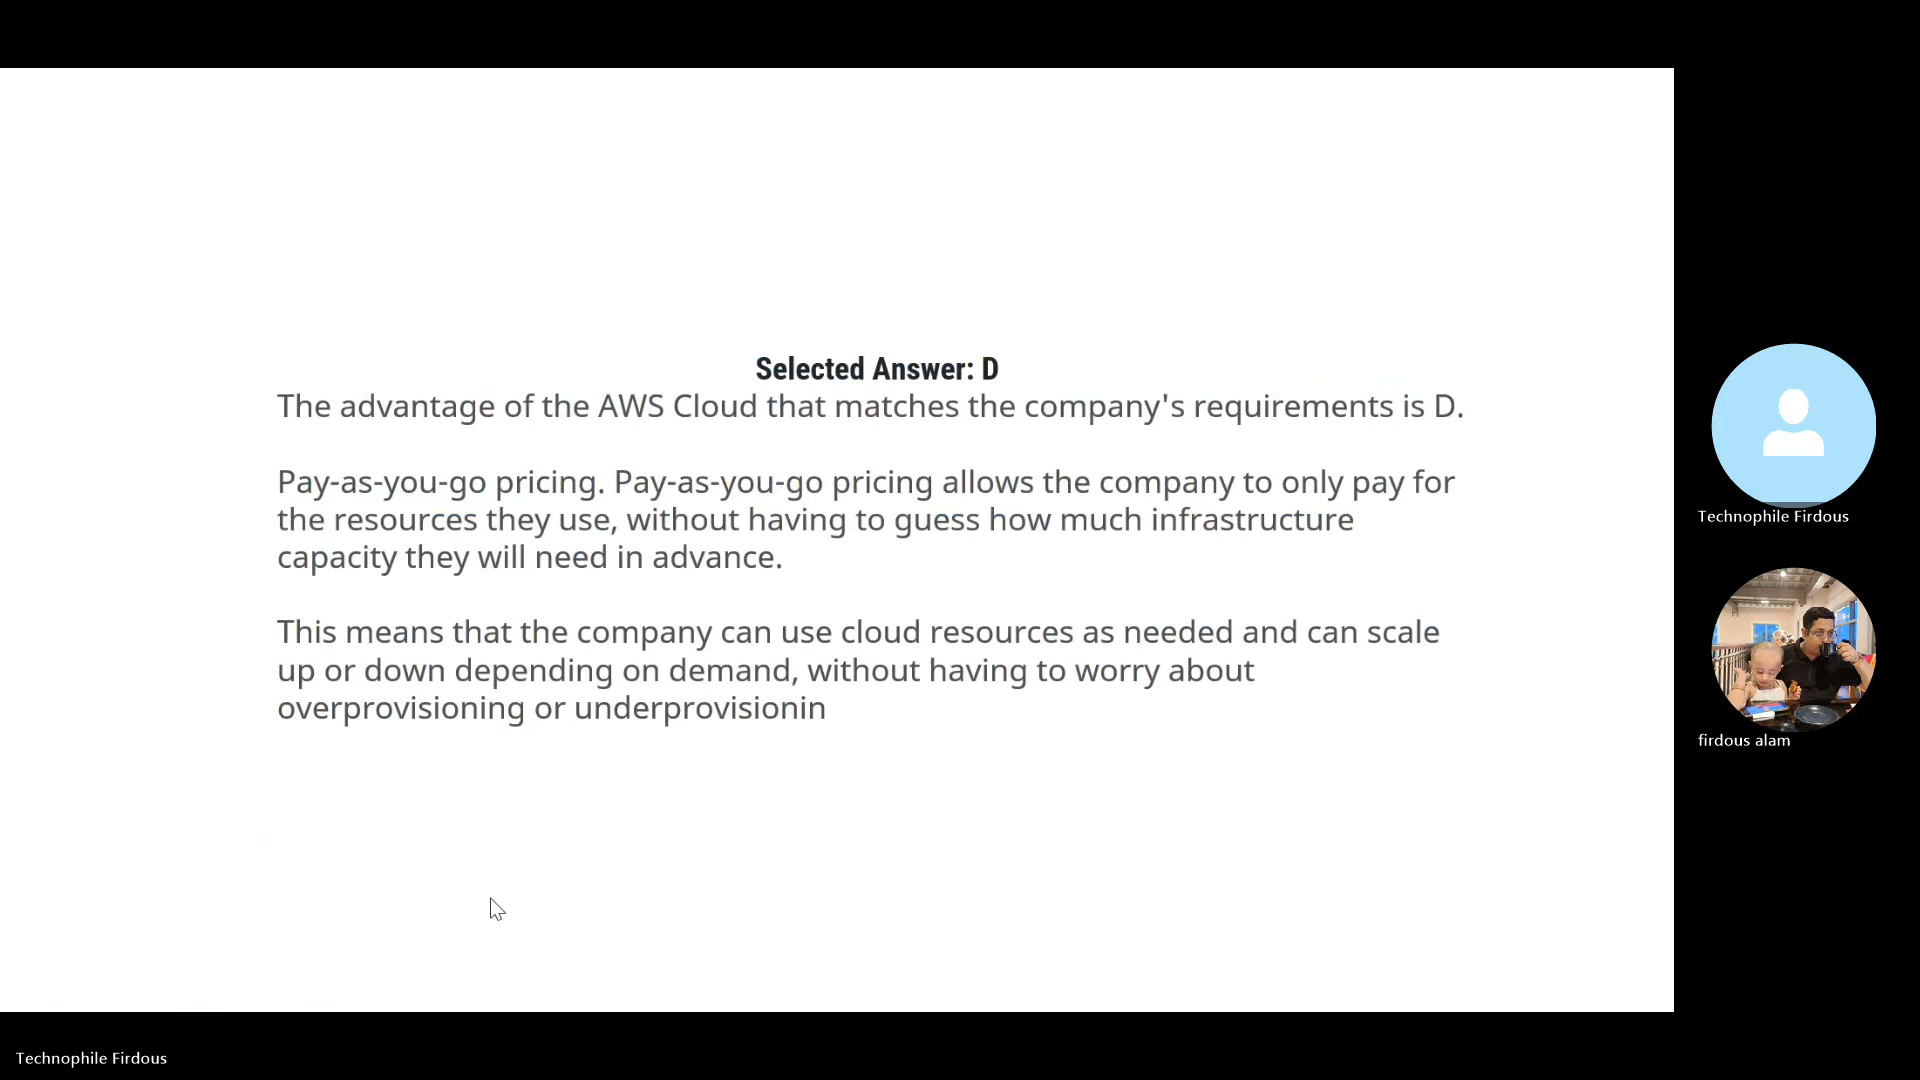 Selected Answer: D
The advantage of the AWS Cloud that matches the company's requirements is D.
Pay-as-you-go pricing. Pay-as-you-go pricing allows the company to only pay for
the resources they use, without having to guess how much infrastructure
capacity they will need in advance.
This means that the company can use cloud resources as needed and can scale
up or down depending on demand, without having to worry about
overprovisioning or underprovisionin
Technophile Firdous
firdous alam
Technophile Firdous